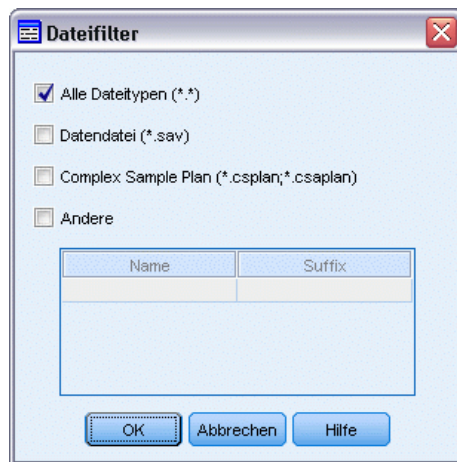 Dateifilter
Alle Dateitypen (*.*)
Datendatei (*.sav)
Complex Sample Plan (*.csplan;*.csaplan)
Andere
Name Suffix
OK Abbrechen Hilfe